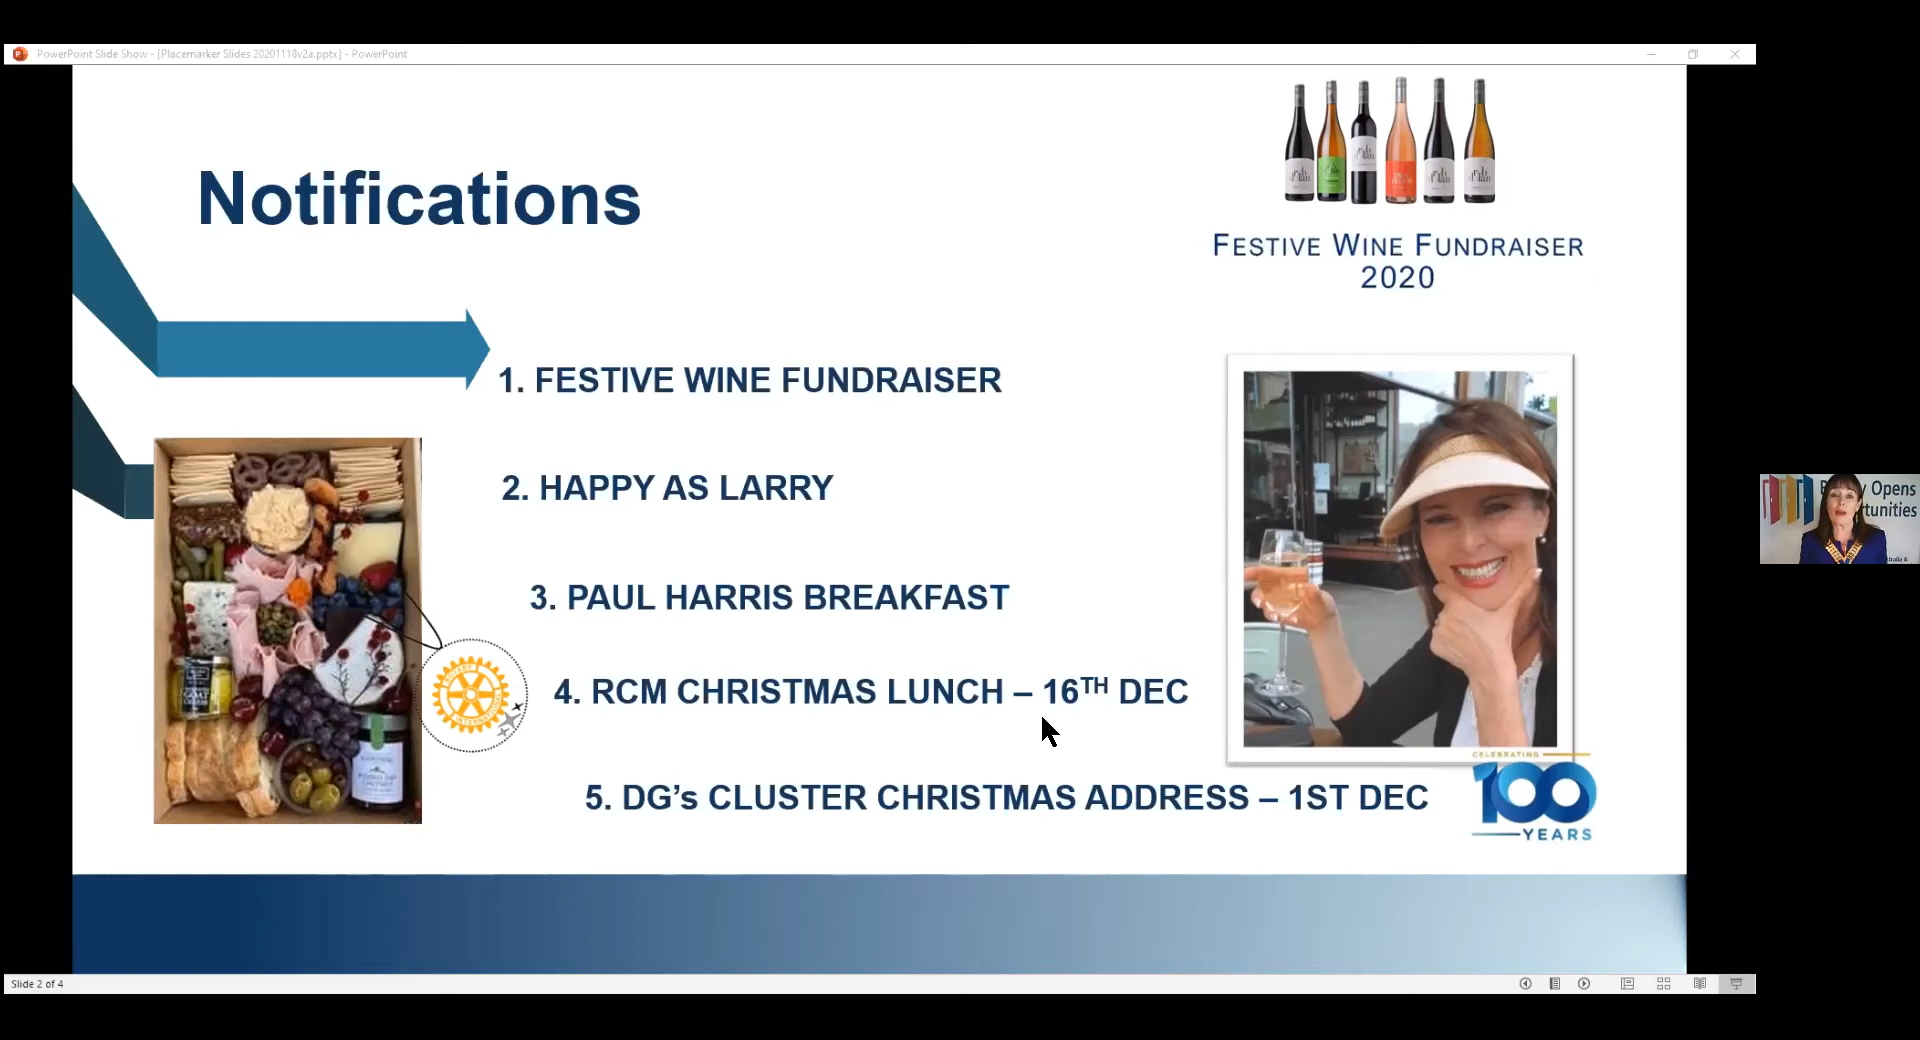 PowerPoint Slide Show - [Placemarker Slides 20201118v2a.pptx] - PowerPoint
Notifications
FESTIVE WINE FUNDRAISER
2020
1. FESTIVE WINE FUNDRAISER
2. HAPPY AS LARRY
3. PAUL HARRIS BREAKFAST
4. RCM CHRISTMAS LUNCH – 16TH DEC
5. DG’s CLUSTER CHRISTMAS ADDRESS – 1ST DEC
ROTARY
INTERNATIONAL
CELEBRATING
100
YEARS
Opens
Slide 2 of 4